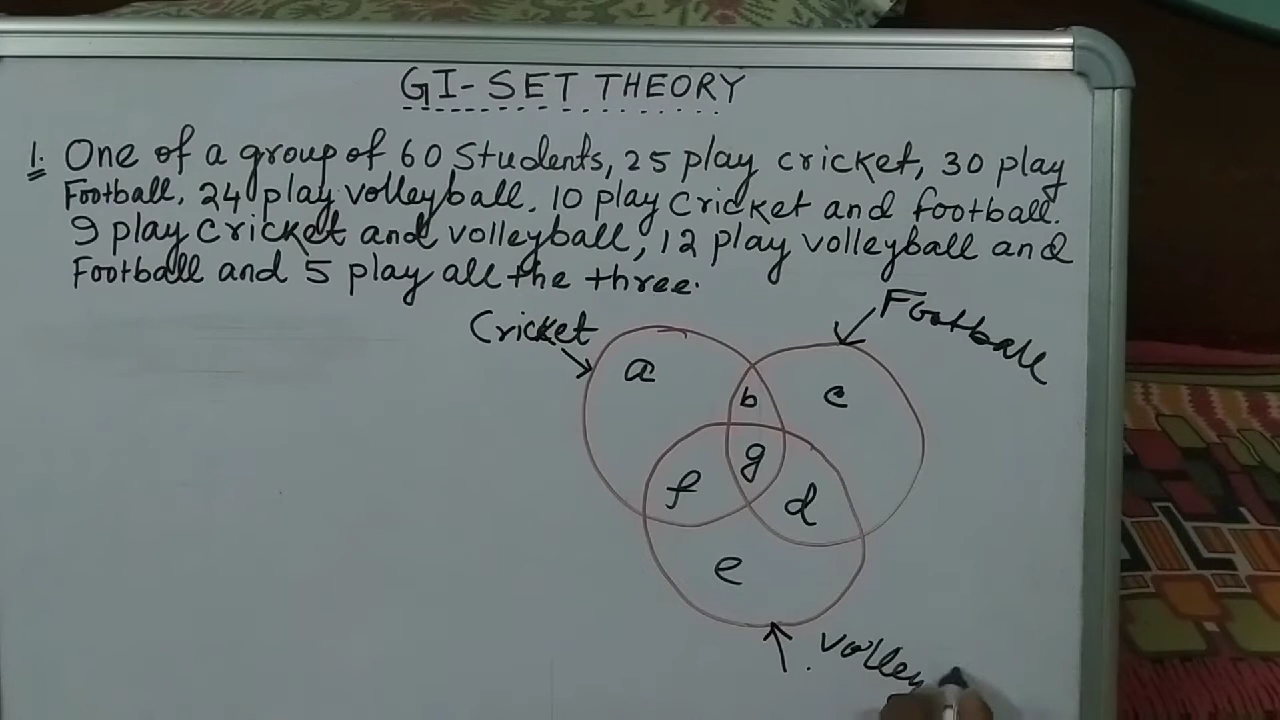 GI-SET THEORY
1. One of a group of 60 Students, 25 play cricket, 30 play
Football, 24 play volleyball. 10 play Cricket and football.
9 play Cricket and volleyball, 12 play volleyball and
Football and 5 play all the three.
Cricket
Football
a
b
c
g
f
d
e
Volley